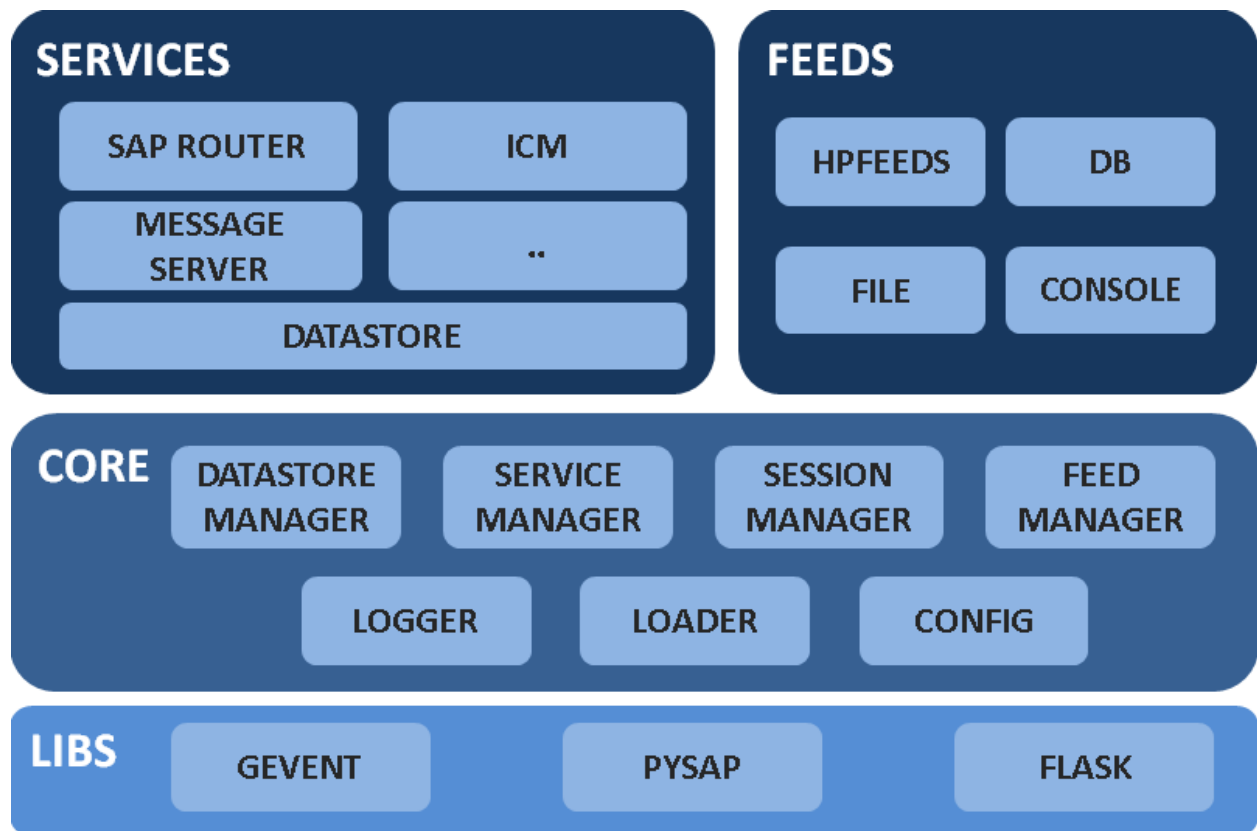 SERVICES
SAP ROUTER
ICM
MESSAGE
SERVER
..
DATASTORE
FEEDS
HPFEEDS
DB
FILE
CONSOLE
CORE
DATASTORE
MANAGER
SERVICE
MANAGER
SESSION
MANAGER
FEED
MANAGER
LOGGER
LOADER
CONFIG
LIBS
GEVENT
PYSAP
FLASK